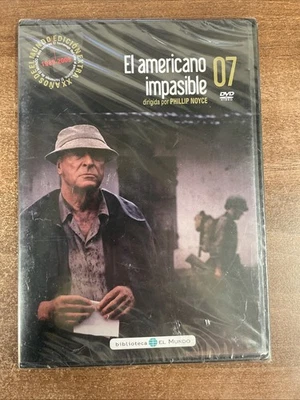 El americano
impasible
07
dirigida por PHILLIP NOYCE
DVD
biblioteca EL MUNDO